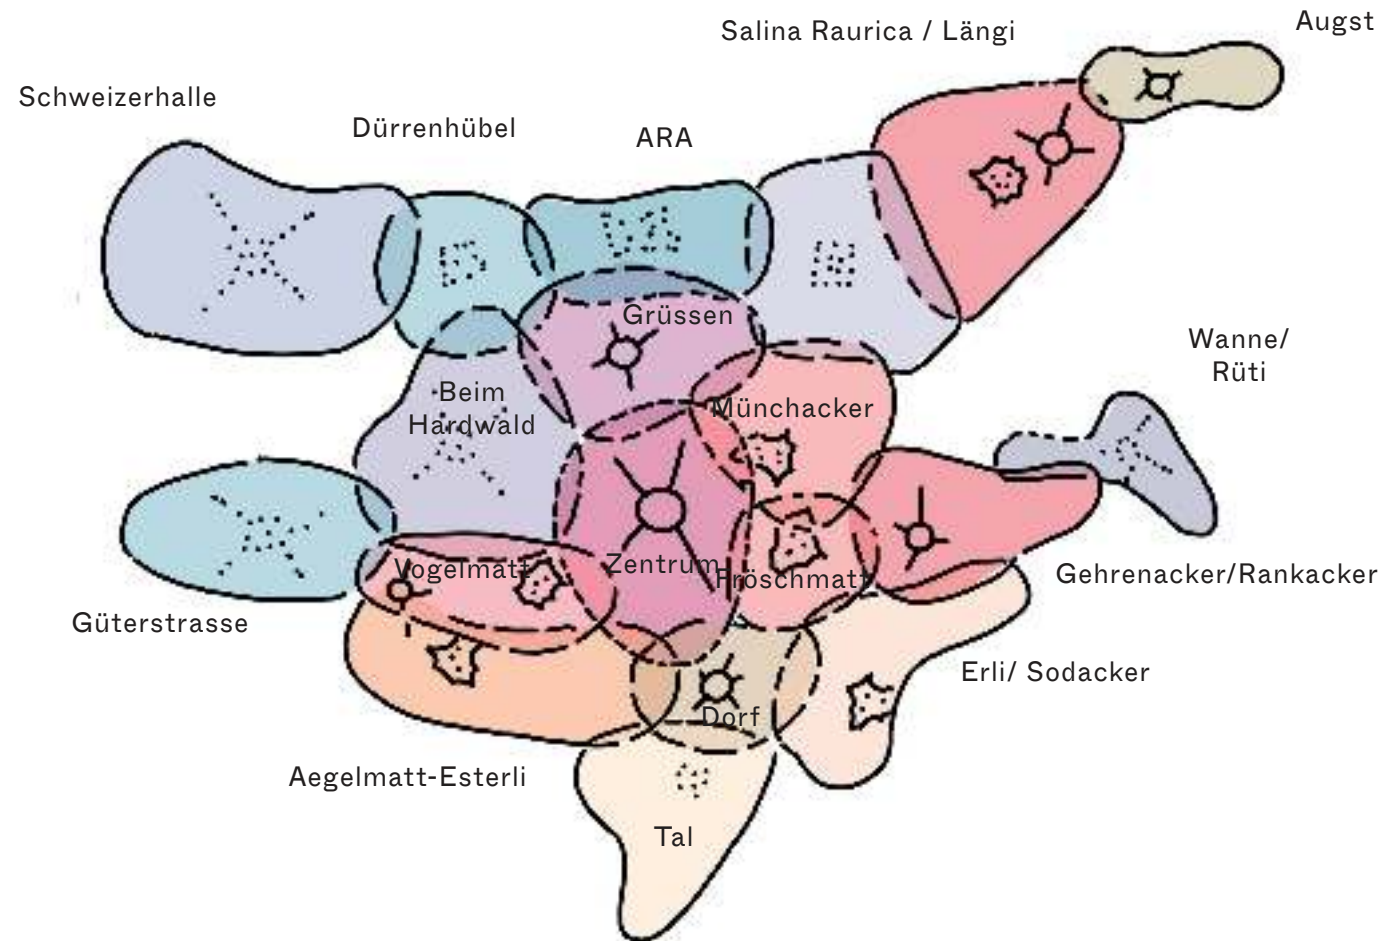 Augst
Salina Raurica / Längi
Schweizerhalle
Dürrenhübel
ARA
Grüssen
Wanne/
Rüti
Beim
Hardwald
Münchacker
Zentrum
Vogelmatt
Fröschmatt
Gehrenacker/Rankacker
Güterstrasse
Erli/ Sodacker
Dorf
Aegelmatt-Esterli
Tal